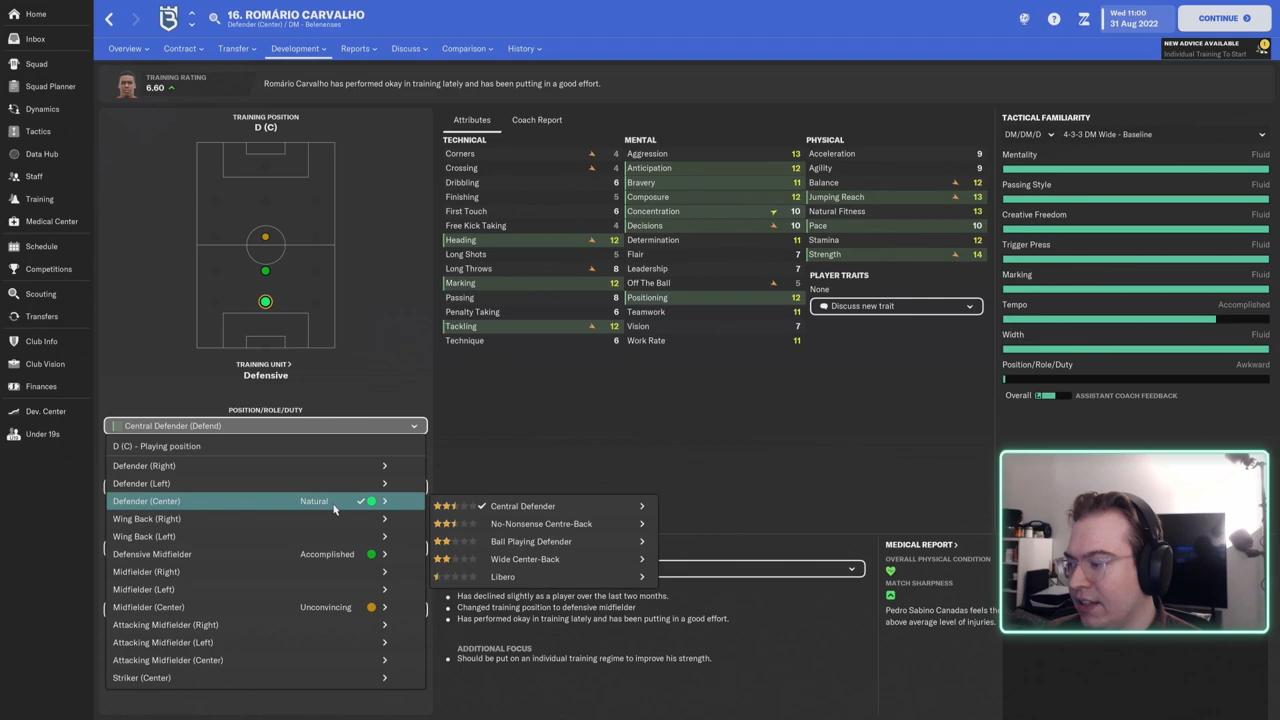 Home
Inbox
Squad
Squad Planner
Dynamics
Tactics
Data Hub
Staff
Training
Medical Center
Schedule
Competitions
Scouting
Transfers
Club Info
Club Vision
Finances
Dev. Center
Under 19s
16. ROMÁRIO CARVALHO
Defender (Center) / DM - Belenenses
Wed 11:00
31 Aug 2022
CONTINUE
Overview
Contract
Transfer
Development
Reports
Discuss
Comparison
History
NEW ADVICE AVAILABLE
Individual Training To Start
TRAINING RATING
6.60
Romário Carvalho has performed okay in training lately and has been putting in a good effort.
TRAINING POSITION
D (C)
TRAINING UNIT
Defensive
POSITION/ROLE/DUTY
Central Defender (Defend)
D (C) - Playing position
Defender (Right)
Defender (Left)
Defender (Center) Natural
Wing Back (Right)
Wing Back (Left)
Defensive Midfielder Accomplished
Midfielder (Right)
Midfielder (Left)
Midfielder (Center) Unconvincing
Attacking Midfielder (Right)
Attacking Midfielder (Left)
Attacking Midfielder (Center)
Striker (Center)
Central Defender
No-Nonsense Centre-Back
Ball Playing Defender
Wide Center-Back
Libero
Attributes
Coach Report
TECHNICAL
Corners 4
Crossing 4
Dribbling 6
Finishing 5
First Touch 6
Free Kick Taking 4
Heading 12
Long Shots 5
Long Throws 8
Marking 12
Passing 8
Penalty Taking 6
Tackling 12
Technique 6
MENTAL
Aggression 13
Anticipation 12
Bravery 11
Composure 12
Concentration 10
Decisions 10
Determination 11
Flair 7
Leadership 7
Off The Ball 5
Positioning 12
Teamwork 11
Vision 7
Work Rate 11
PHYSICAL
Acceleration 9
Agility 9
Balance 12
Jumping Reach 13
Natural Fitness 13
Pace 10
Stamina 12
Strength 14
PLAYER TRAITS
None
Discuss new trait
TACTICAL FAMILIARITY
DM/DM/D
4-3-3 DM Wide - Baseline
Mentality Fluid
Passing Style Fluid
Creative Freedom Fluid
Trigger Press Fluid
Marking Fluid
Tempo Accomplished
Width Fluid
Position/Role/Duty Awkward
Overall
ASSISTANT COACH FEEDBACK
Has declined slightly as a player over the last two months.
Changed training position to defensive midfielder
Has performed okay in training lately and has been putting in a good effort.
ADDITIONAL FOCUS
Should be put on an individual training regime to improve his strength.
MEDICAL REPORT
OVERALL PHYSICAL CONDITION
MATCH SHARPNESS
Pedro Sabino Canadas feels the
above average level of injuries.